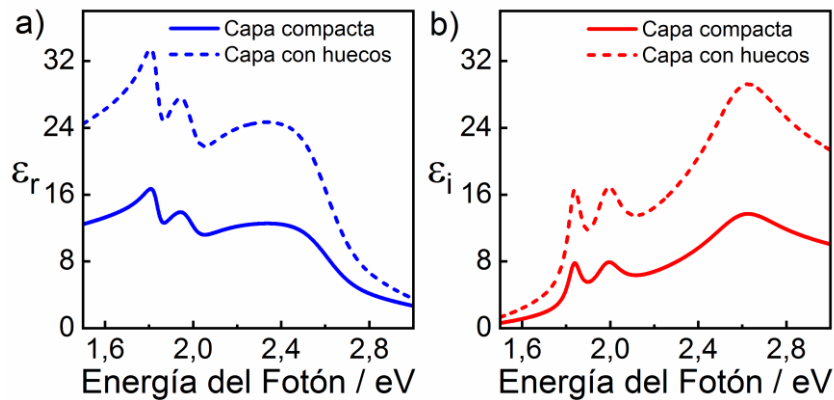 a)
Capa compacta
Capa con huecos
εr
32
24
16
8
0
1,6
2,0
2,4
2,8
Energía del Fotón / eV
b)
Capa compacta
Capa con huecos
εi
32
24
16
8
0
1,6
2,0
2,4
2,8
Energía del Fotón / eV